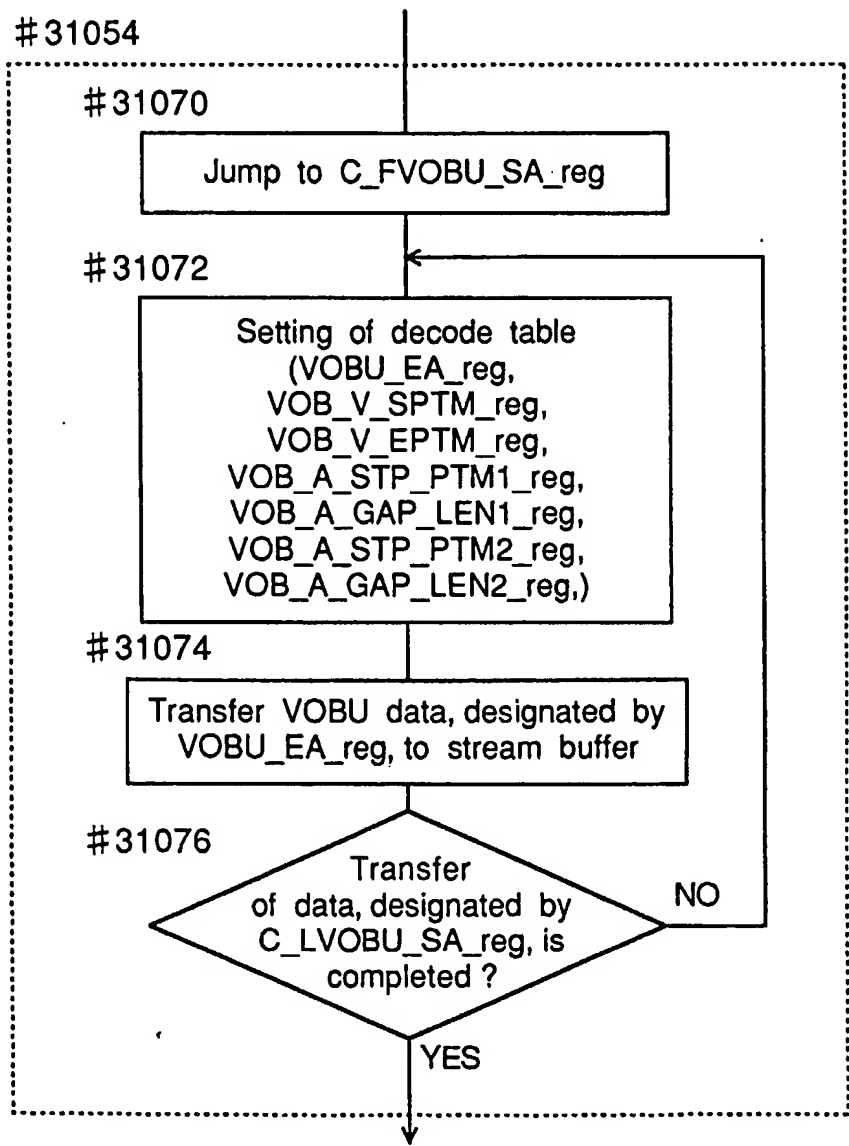 #31054
#31070
Jump to C_FVOBU_SA_reg
#31072
Setting of decode table
(VOBU_EA_reg,
VOB_V_SPTM_reg,
VOB_V_EPTM_reg,
VOB_A_STP_PTM1_reg,
VOB_A_GAP_LEN1_reg,
VOB_A_STP_PTM2_reg,
VOB_A_GAP_LEN2_reg,)
#31074
Transfer VOBU data, designated by
VOBU_EA_reg, to stream buffer
#31076
Transfer
of data, designated by
C_LVOBU_SA_reg, is
completed ?
NO
YES